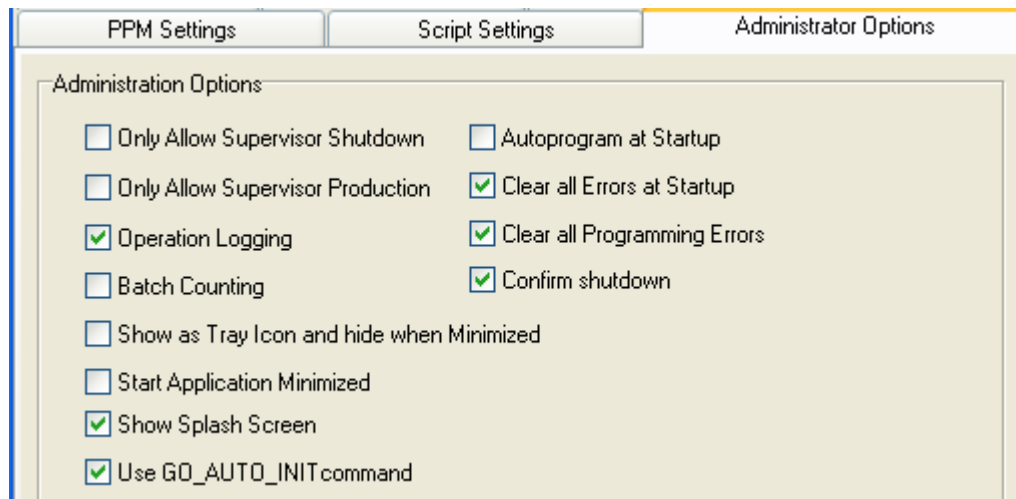 PPM Settings
Script Settings
Administrator Options
Administration Options
Only Allow Supervisor Shutdown
Autoprogram at Startup
Only Allow Supervisor Production
Clear all Errors at Startup
Operation Logging
Clear all Programming Errors
Batch Counting
Confirm shutdown
Show as Tray Icon and hide when Minimized
Start Application Minimized
Show Splash Screen
Use GO_AUTO_INITcommand